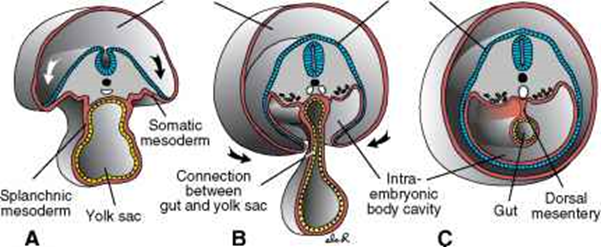 Somatic
mesoderm
Splanchnic
mesoderm
Yolk sac
A
Connection
between
gut and yolk sac
B
Intra-
embryonic
body cavity
C
Gut
Dorsal
mesentery